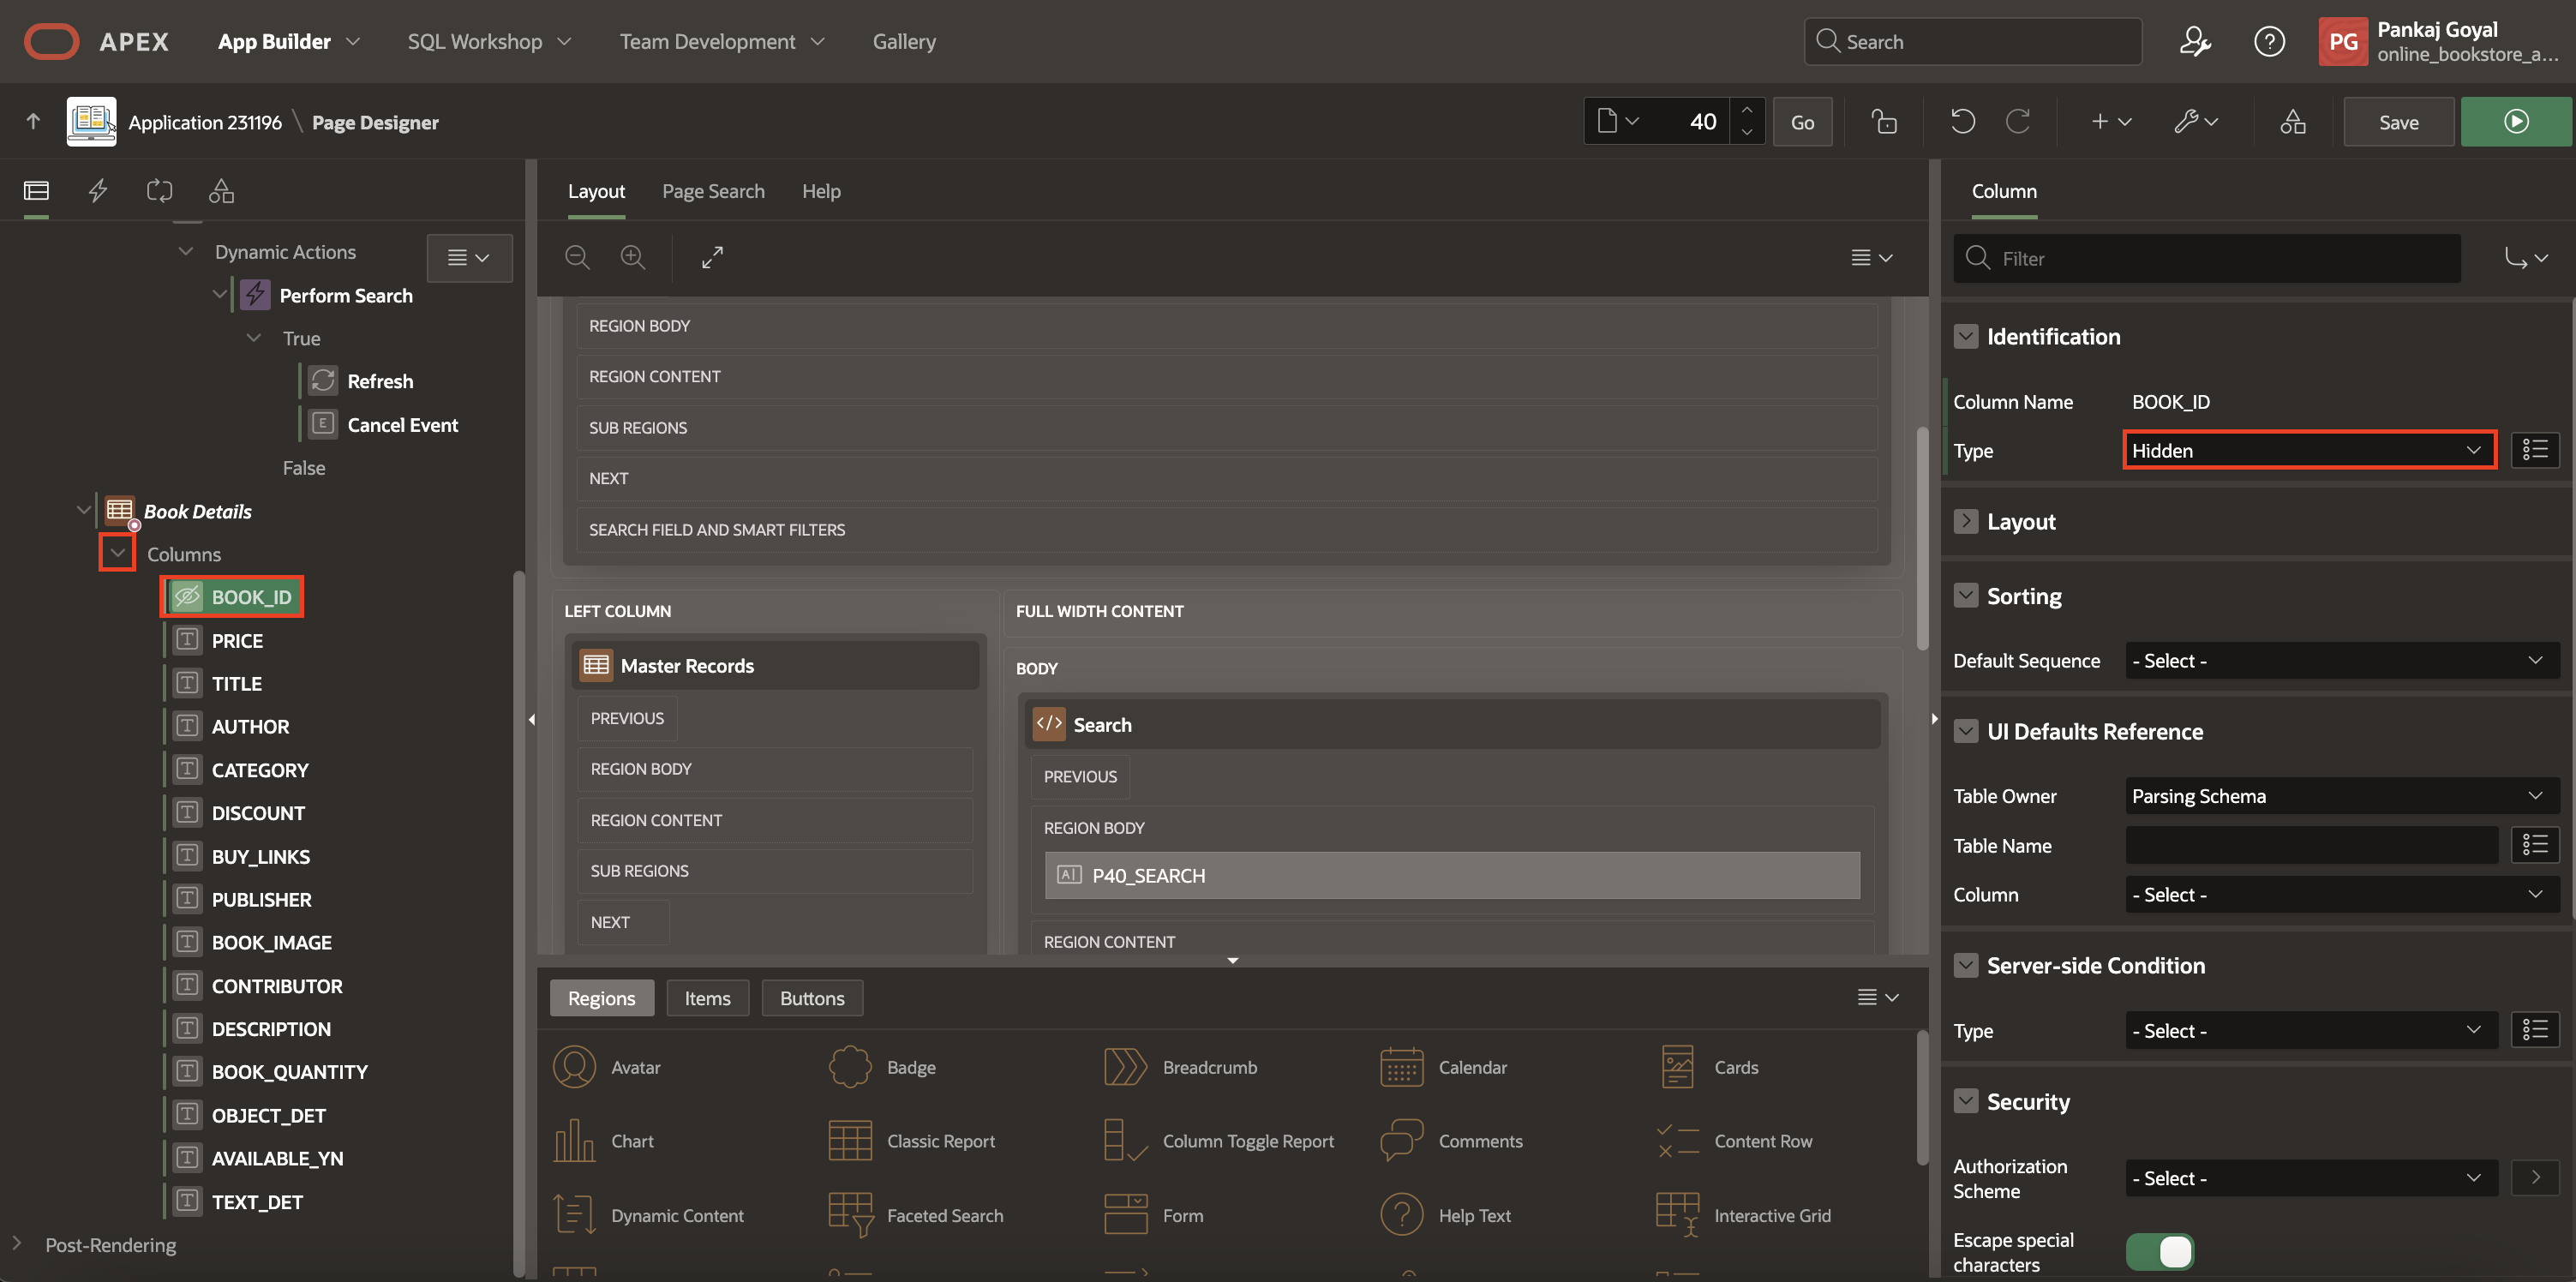 APEX App Builder SQL Workshop Team Development Gallery Search PG Pankaj Goyal
online_bookstore_a...
Application 231196 \ Page Designer 40 Go Save
Dynamic Actions
Perform Search
True
Refresh
E Cancel Event
False
Book Details
Columns
BOOK_ID
T PRICE
T TITLE
T AUTHOR
T CATEGORY
T DISCOUNT
T BUY_LINKS
T PUBLISHER
T BOOK_IMAGE
T CONTRIBUTOR
T DESCRIPTION
T BOOK_QUANTITY
T OBJECT_DET
T AVAILABLE_YN
T TEXT_DET
Post-Rendering
Layout Page Search Help
REGION BODY
REGION CONTENT
SUB REGIONS
NEXT
SEARCH FIELD AND SMART FILTERS
LEFT COLUMN
Master Records
PREVIOUS
REGION BODY
REGION CONTENT
SUB REGIONS
NEXT
FULL WIDTH CONTENT
BODY
</> Search
PREVIOUS
REGION BODY
A| P40_SEARCH
REGION CONTENT
Regions Items Buttons
Avatar Badge Breadcrumb Calendar Cards
Chart Classic Report Column Toggle Report Comments Content Row
Dynamic Content Faceted Search Form Help Text Interactive Grid
Column
Filter
Identification
Column Name BOOK_ID
Type Hidden
Layout
Sorting
Default Sequence - Select -
UI Defaults Reference
Table Owner Parsing Schema
Table Name
Column - Select -
Server-side Condition
Type - Select -
Security
Authorization
Scheme - Select -
Escape special
characters